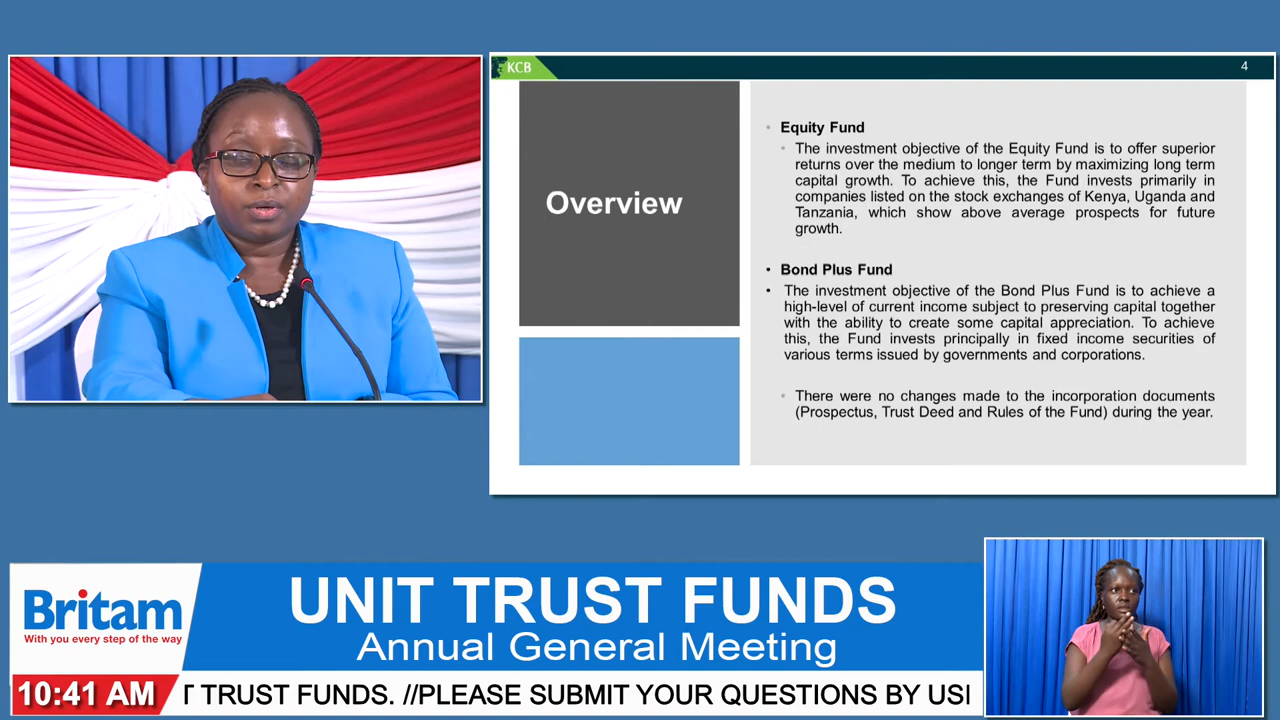 KCB
4
Overview
Equity Fund
The investment objective of the Equity Fund is to offer superior
returns over the medium to longer term by maximizing long term
capital growth. To achieve this, the Fund invests primarily in
companies listed on the stock exchanges of Kenya, Uganda and
Tanzania, which show above average prospects for future
growth.
Bond Plus Fund
The investment objective of the Bond Plus Fund is to achieve a
high-level of current income subject to preserving capital together
with the ability to create some capital appreciation. To achieve
this, the Fund invests principally in fixed income securities of
various terms issued by governments and corporations.
There were no changes made to the incorporation documents
(Prospectus, Trust Deed and Rules of the Fund) during the year.
Britam
With you every step of the way
UNIT TRUST FUNDS
Annual General Meeting
10:41 AM
T TRUST FUNDS. //PLEASE SUBMIT YOUR QUESTIONS BY USI